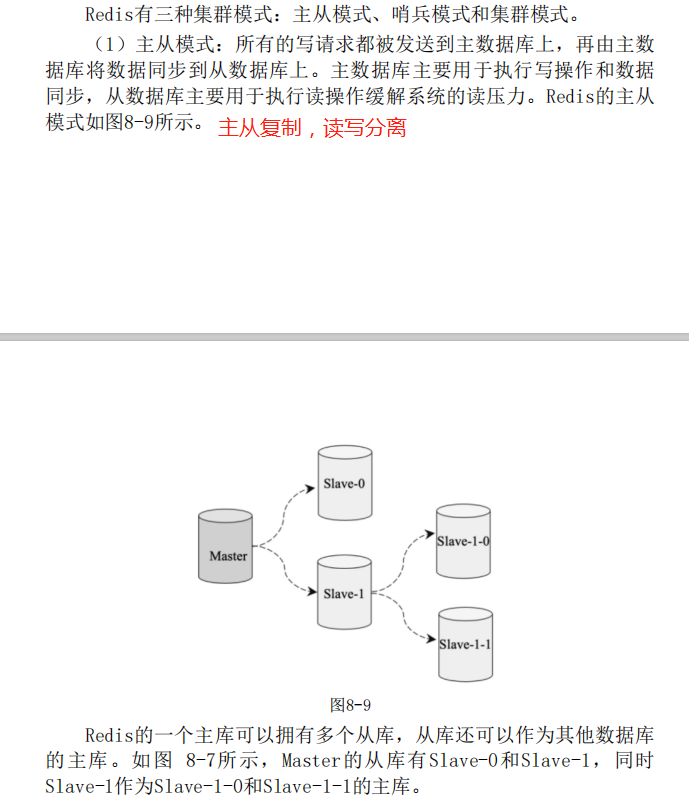 Redis有三种集群模式：主从模式、哨兵模式和集群模式。
（1）主从模式：所有的写请求都被发送到主数据库上，再由主数
据库将数据同步到从数据库上。主数据库主要用于执行写操作和数据
同步，从数据库主要用于执行读操作缓解系统的读压力。Redis的主从
模式如图8-9所示。 主从复制，读写分离
Slave-0
Master
Slave-1-0
Slave-1
Slave-1-1
图8-9
Redis的一个主库可以拥有多个从库，从库还可以作为其他数据库
的主库。如图 8-7所示，Master的从库有Slave-0和Slave-1，同时
Slave-1作为Slave-1-0和Slave-1-1的主库。